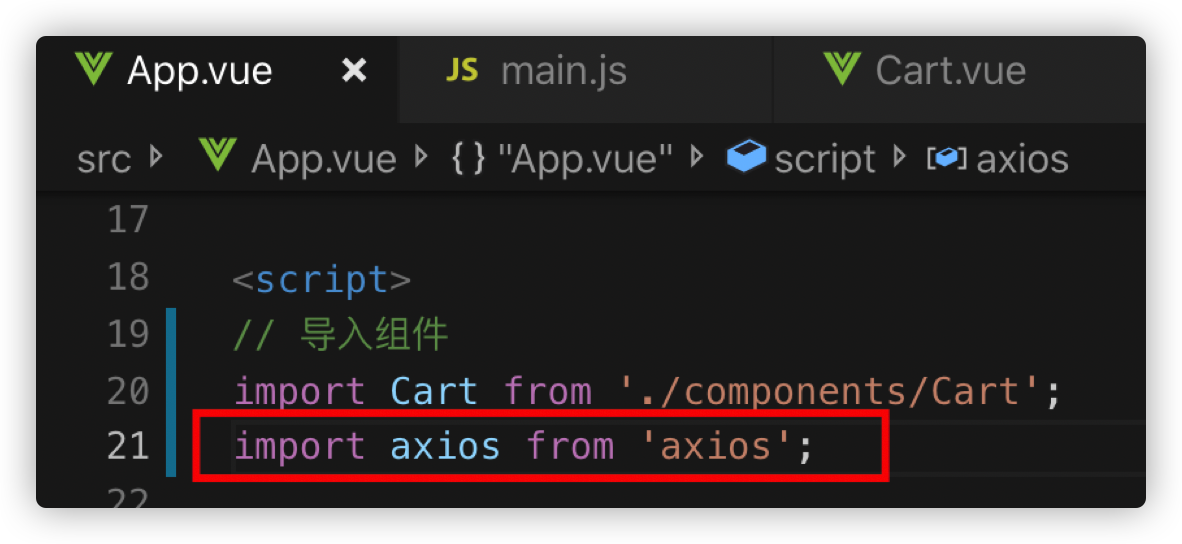 App.vue × JS main.js Cart.vue
src App.vue {} "App.vue" script axios
17
18 <script>
19 // 导入组件
20 import Cart from './components/Cart';
21 import axios from 'axios';
22